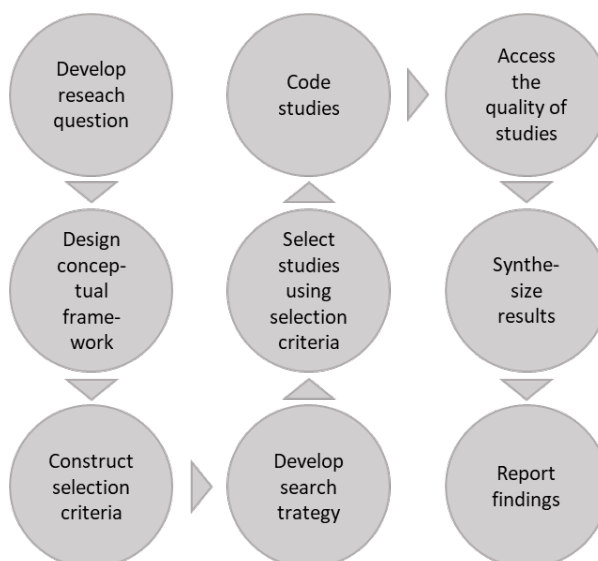 Develop
reseach
question
Design
concep-
tual
frame-
work
Construct
selection
criteria
Develop
search
trategy
Select
studies
using
selection
criteria
Code
studies
Access
the
quality of
studies
Synthe-
size
results
Report
findings